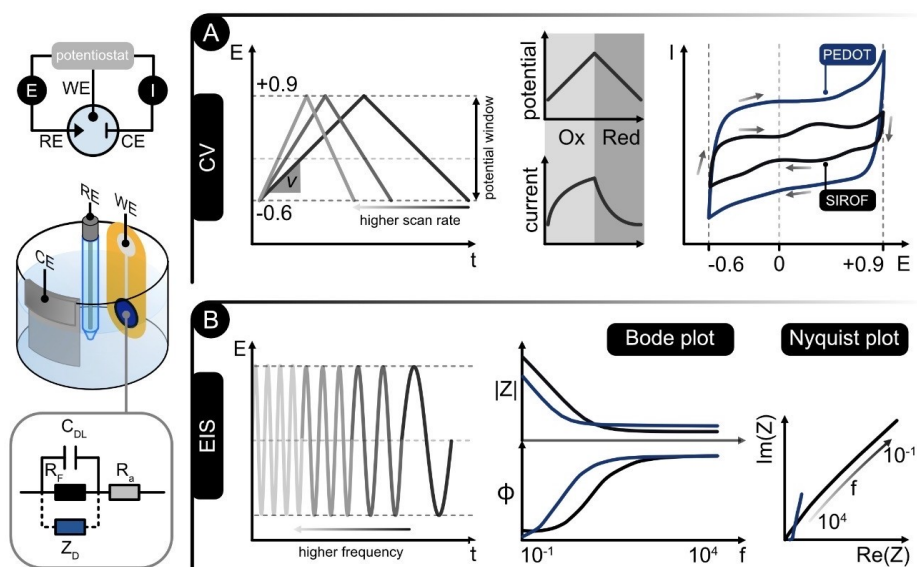 potentiostat
E
WE
I
RE
CE
RE
WE
CE
C_DL
R_F
R_a
Z_D
A
CV
E
+0.9
-0.6
v
potential window
higher scan rate
t
potential
Ox
Red
current
I
PEDOT
SIROF
-0.6
0
+0.9
E
B
EIS
E
higher frequency
t
Bode plot
|Z|
ϕ
10^-1
10^4
f
Nyquist plot
Im(Z)
10^-1
f
10^4
Re(Z)